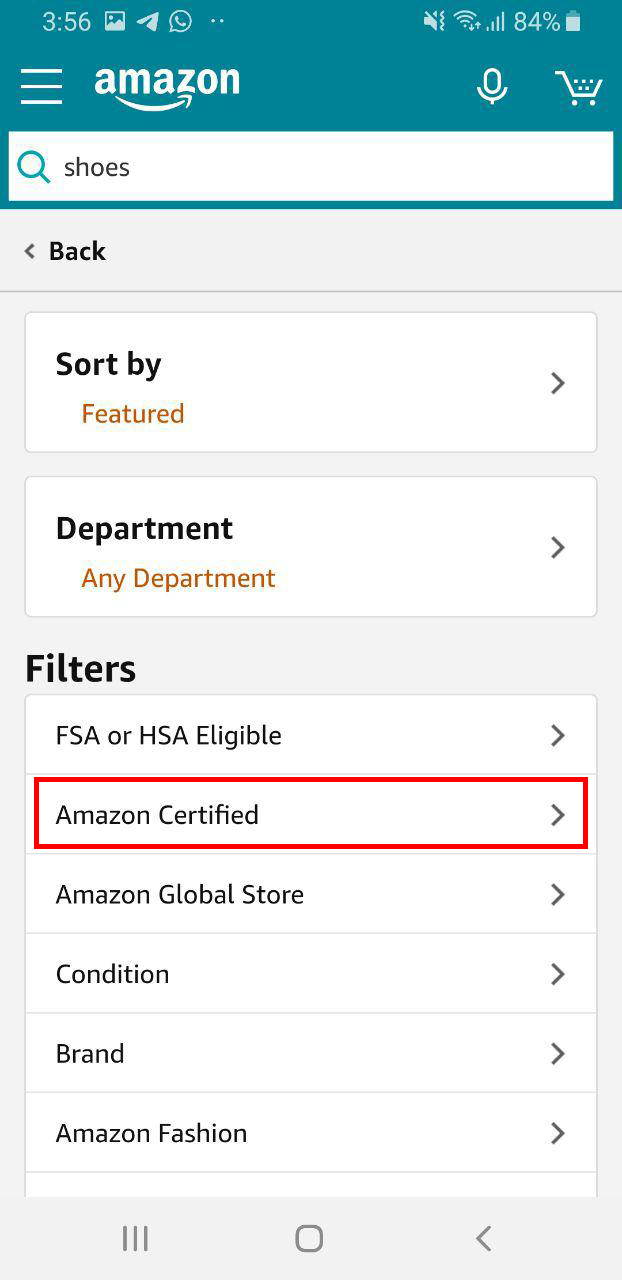 3:56
84%
amazon
shoes
Back
Sort by
Featured
Department
Any Department
Filters
FSA or HSA Eligible
Amazon Certified
Amazon Global Store
Condition
Brand
Amazon Fashion